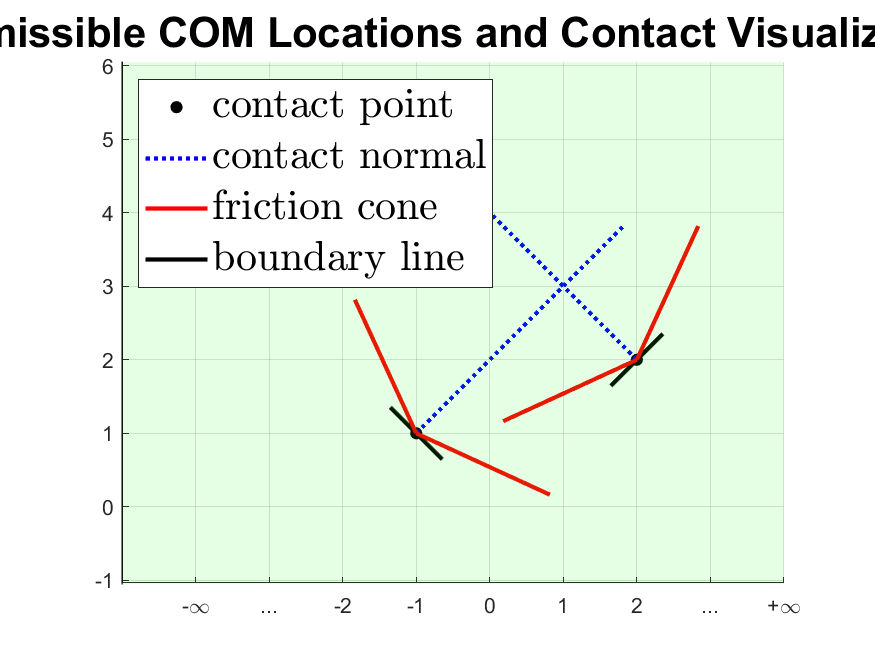 missible COM Locations and Contact Visualiz
6
contact point
5
contact normal
4
friction cone
boundary line
3
2
1
0
-1
-∞ ... -2 -1 0 1 2 ... +∞